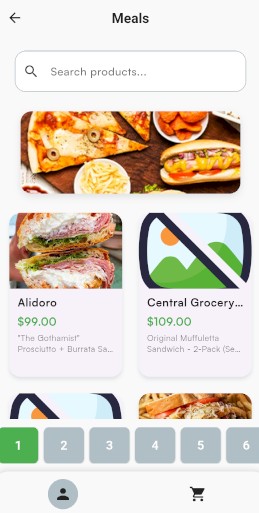 Meals
Search products...
Alidoro
$99.00
"The Gothamist"
Prosciutto + Burrata Sa...
Central Grocery...
$109.00
Original Muffuletta
Sandwich - 2-Pack (Se...
1 2 3 4 5 6